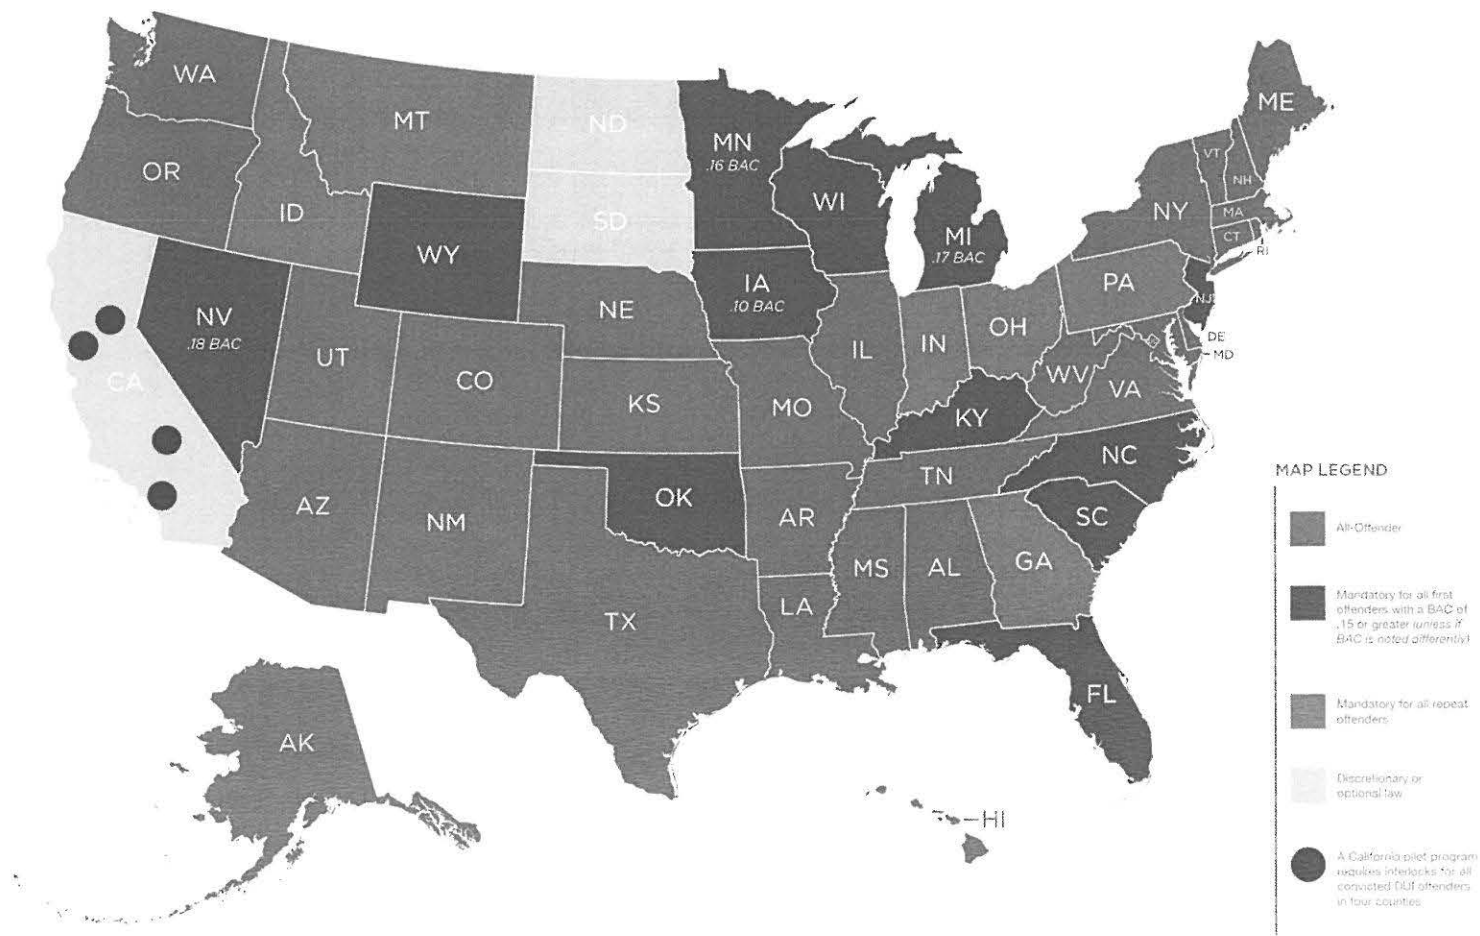 WA
MT
ND
MN
.16 BAC
ME
VT
NH
OR
ID
SD
WI
MI
.17 BAC
NY
MA
CT
RI
WY
IA
.10 BAC
PA
NJ
NV
.18 BAC
NE
IL
IN
OH
DE
MD
UT
CO
CA
KS
MO
WV
VA
KY
NC
AZ
NM
OK
AR
TN
SC
MS
AL
GA
TX
LA
FL
AK
HI
MAP LEGEND
All-Offender
Mandatory for all first
offenders with a BAC of
.15 or greater (unless if
BAC is noted differently)
Mandatory for all repeat
offenders
Discretionary or
optional law
A California pilot program
requires interlocks for all
convicted DUI offenders
in four counties